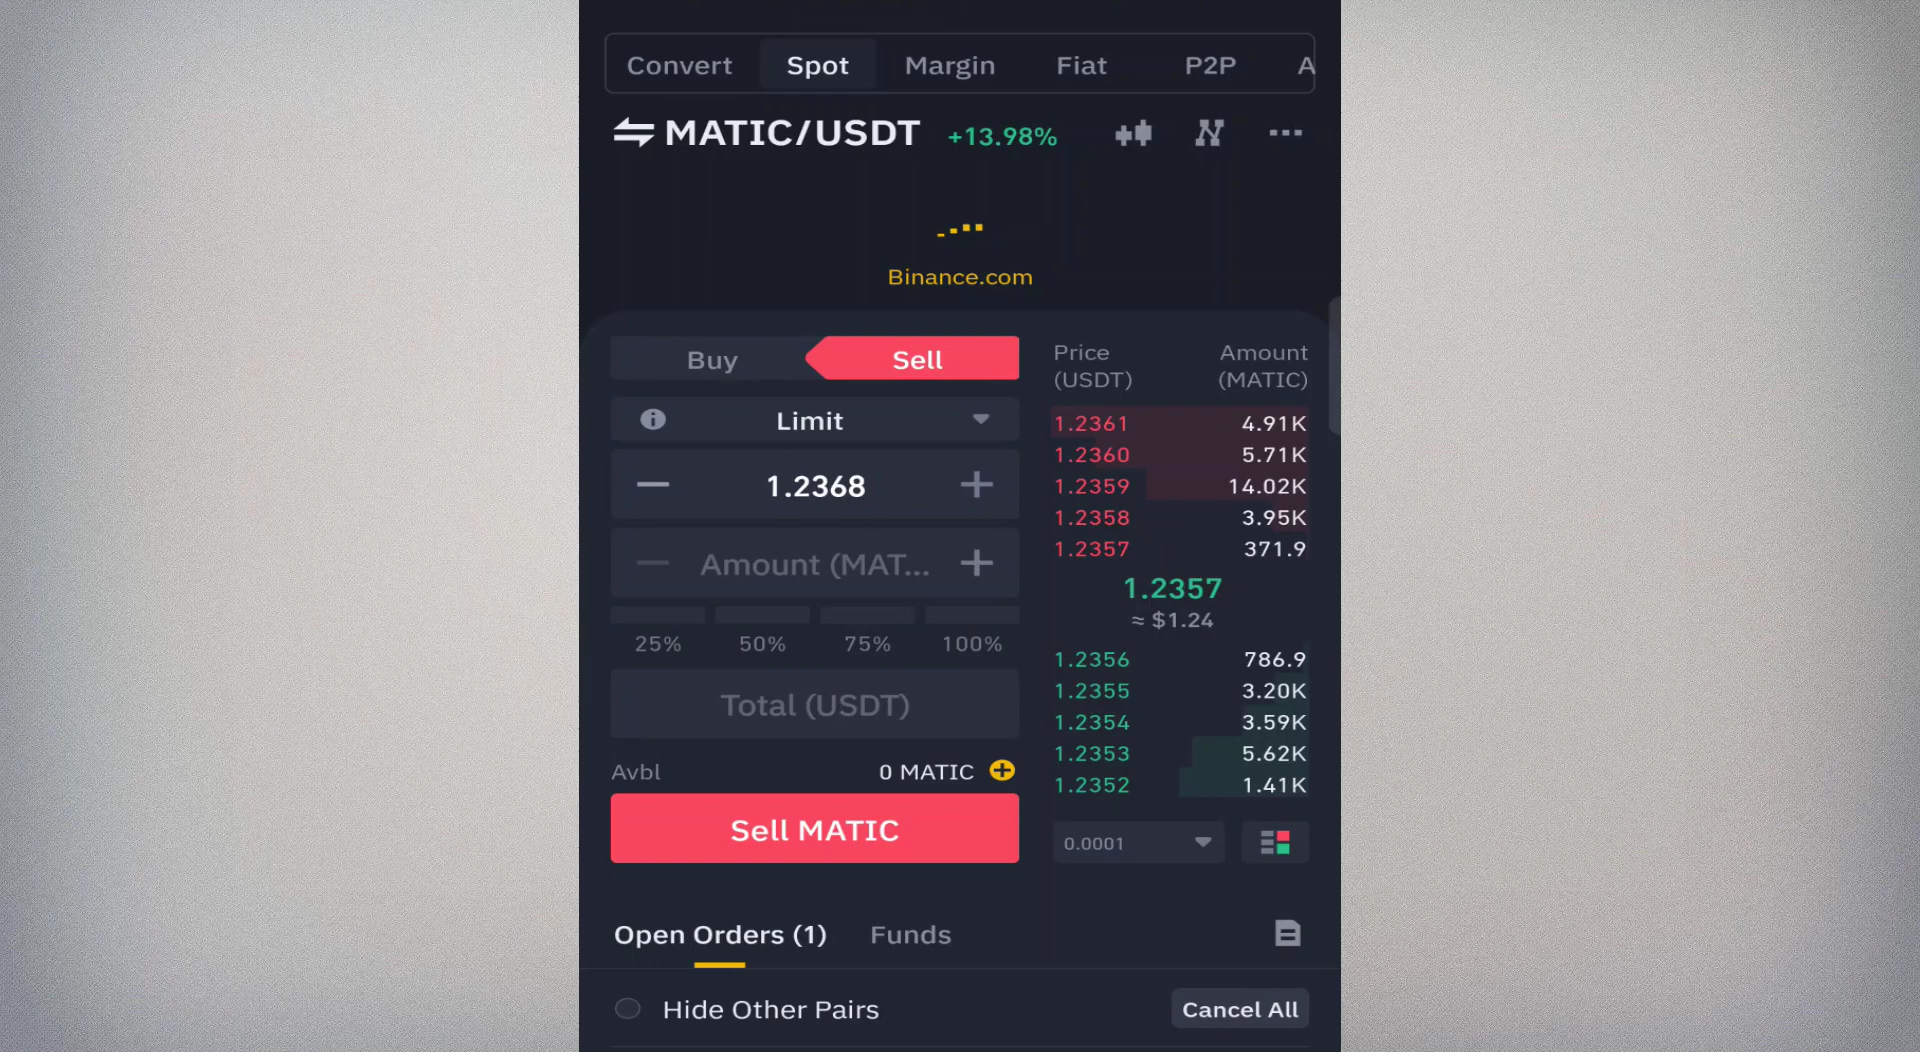 Convert Spot Margin Fiat P2P A
MATIC/USDT +13.98%
Binance.com
Buy Sell
Limit
1.2368
Amount (MAT...
25% 50% 75% 100%
Total (USDT)
Avbl 0 MATIC
Sell MATIC
Price Amount
(USDT) (MATIC)
1.2361 4.91K
1.2360 5.71K
1.2359 14.02K
1.2358 3.95K
1.2357 371.9
1.2357
≈ $1.24
1.2356 786.9
1.2355 3.20K
1.2354 3.59K
1.2353 5.62K
1.2352 1.41K
0.0001
Open Orders (1) Funds
Hide Other Pairs Cancel All